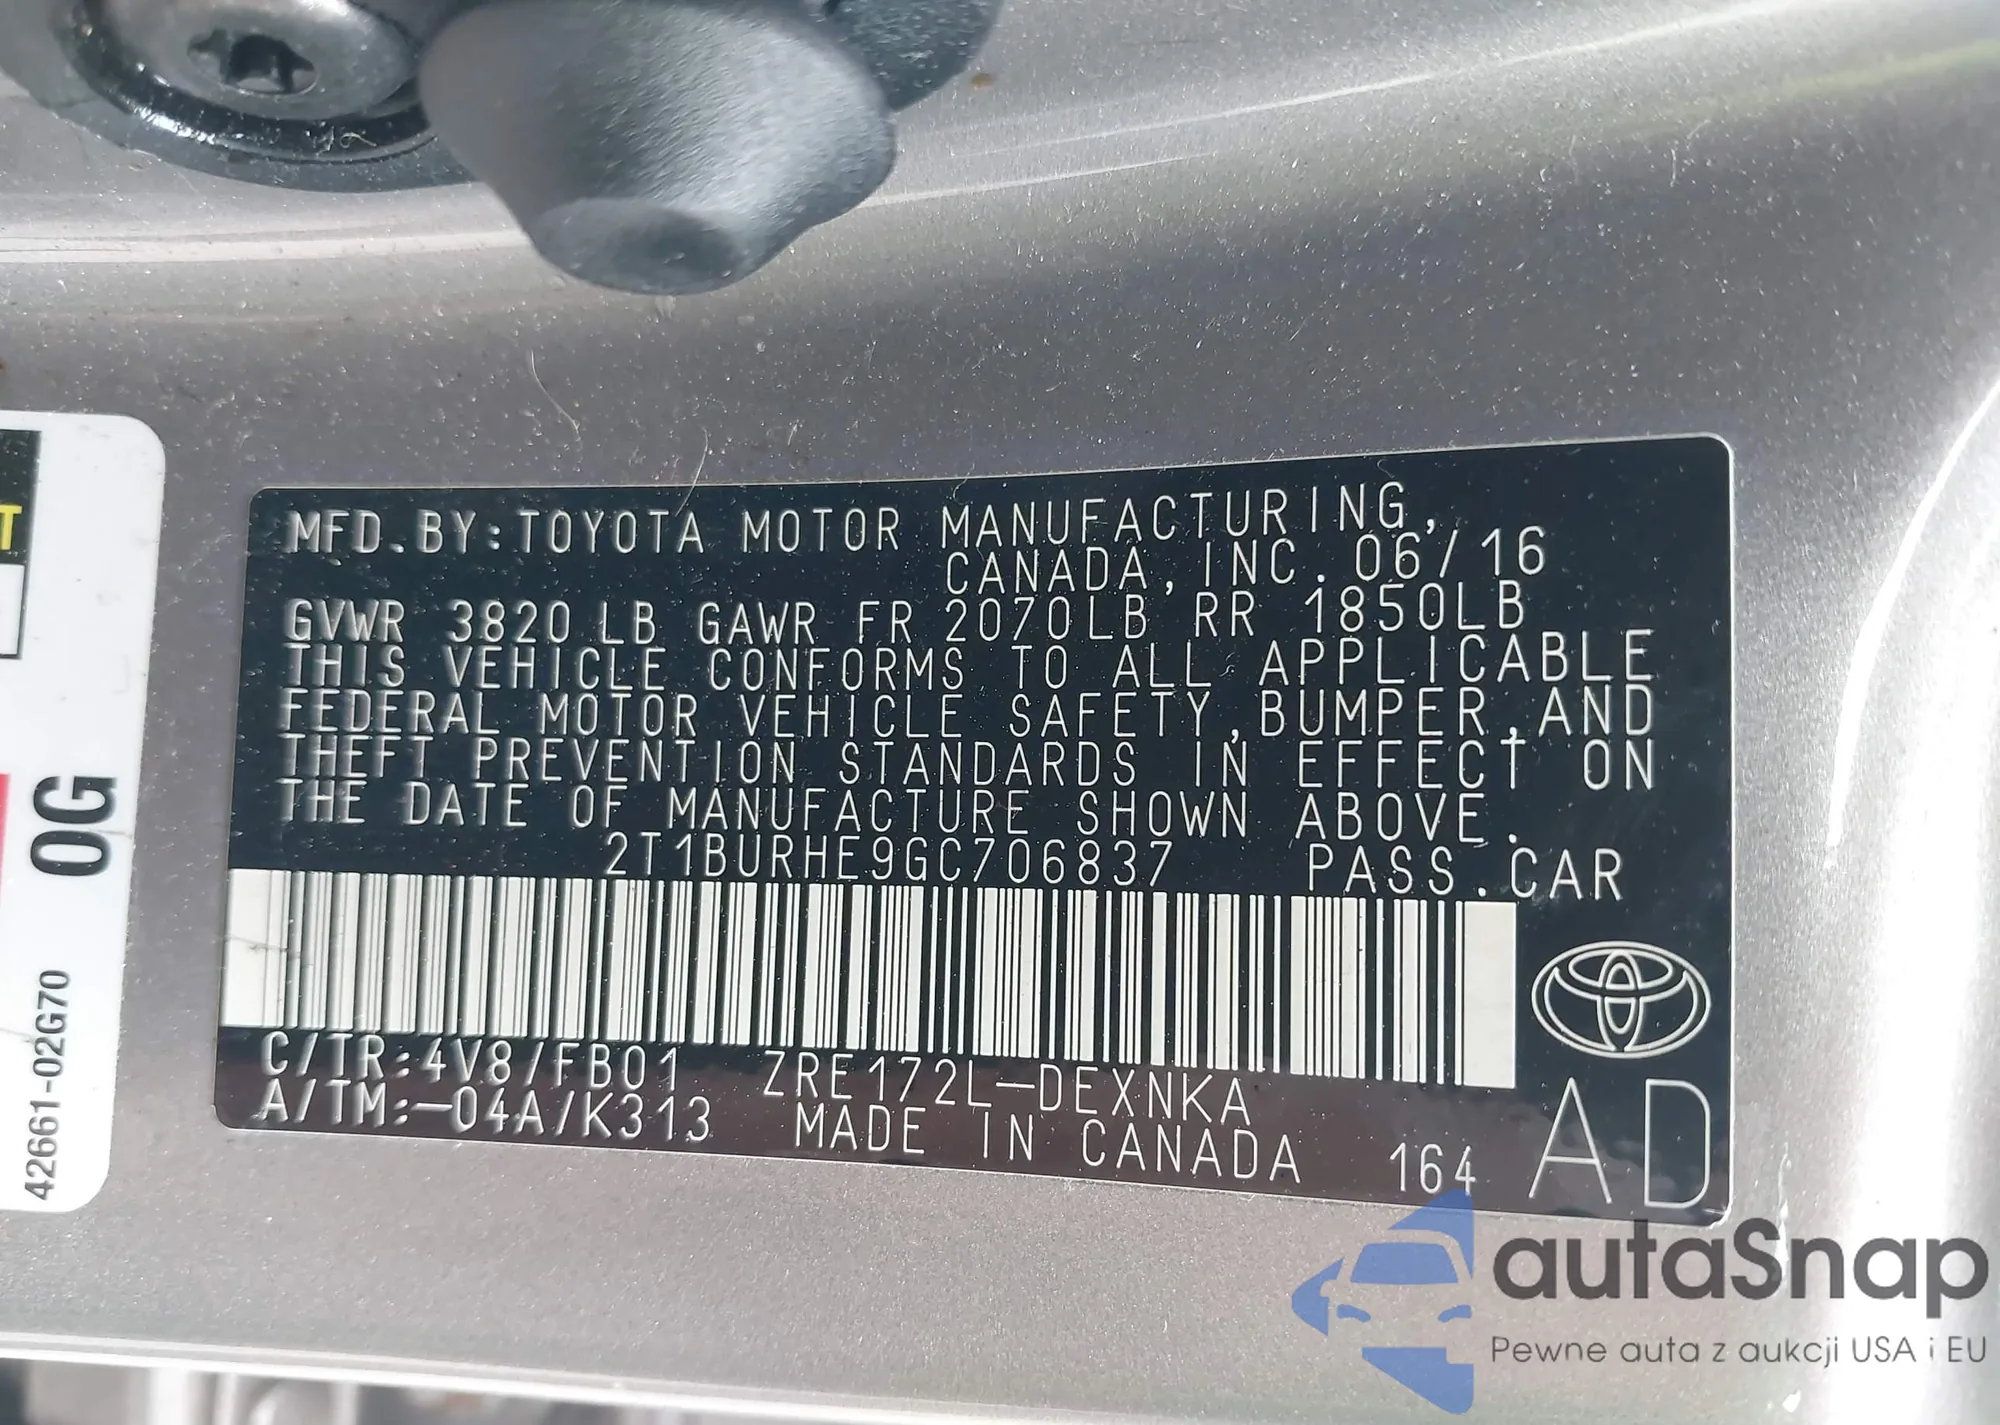 MFD. BY: TOYOTA MOTOR MANUFACTURING,
CANADA, INC. 06/16
GVWR 3820 LB GAWR FR 2070LB RR 1850LB
THIS VEHICLE CONFORMS TO ALL APPLICABLE
FEDERAL MOTOR VEHICLE SAFETY, BUMPER, AND
THEFT PREVENTION STANDARDS IN EFFECT ON
THE DATE OF MANUFACTURE SHOWN ABOVE.
2T1BURHE9GC706837 PASS. CAR
C/TR: 4V8/FB01 ZRE172L-DEXNKA
A/TM: -04A/K313 MADE IN CANADA 164 AD
T
0G
42661-02G70
autaSnap
Pewne auta z aukcji USA i EU